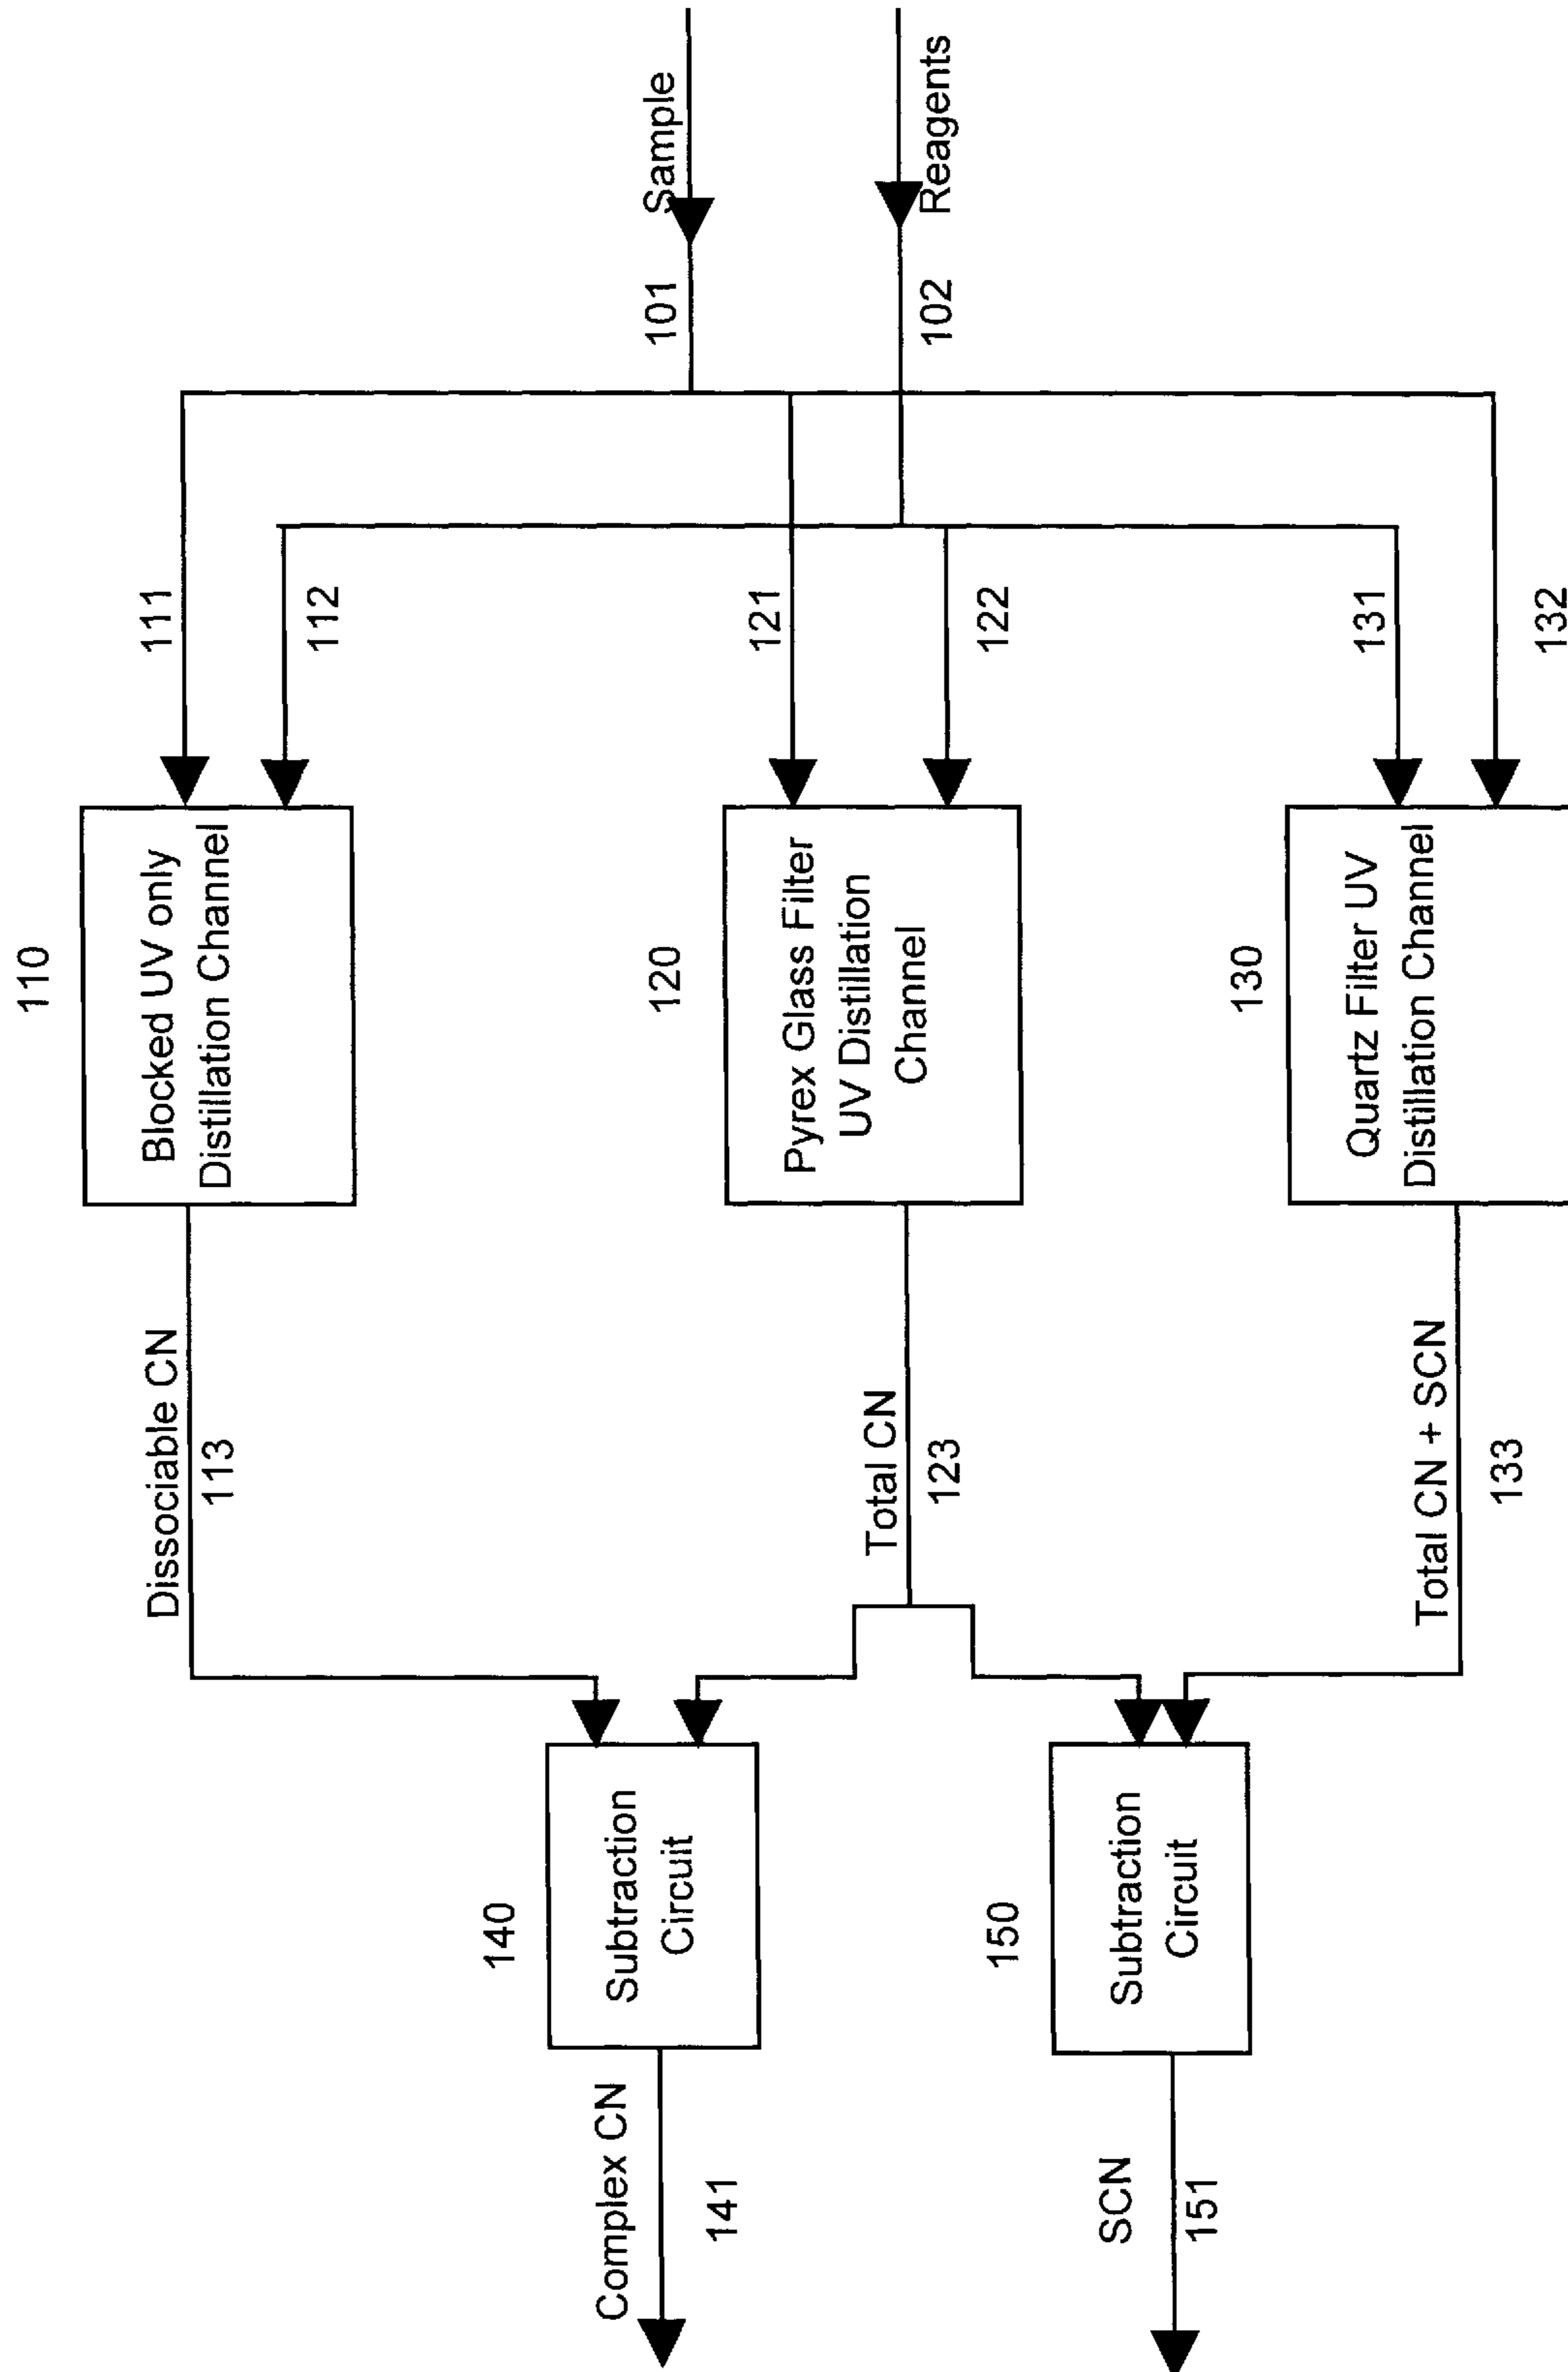 Sample
101
Reagents
102
111
112
121
122
131
132
110
Blocked UV only
Distillation Channel
120
Pyrex Glass Filter
UV Distillation
Channel
130
Quartz Filter UV
Distillation Channel
Dissociable CN
113
Total CN
123
Total CN + SCN
133
140
Subtraction
Circuit
150
Subtraction
Circuit
Complex CN
141
SCN
151